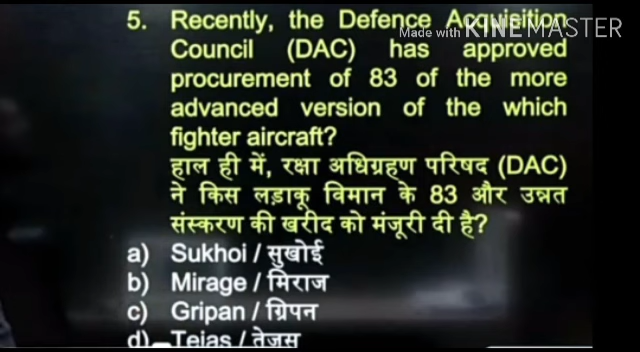 Made with KINEMASTER
5. Recently, the Defence Acquisition
Council (DAC) has approved
procurement of 83 of the more
advanced version of the which
fighter aircraft?
हाल ही में, रक्षा अधिग्रहण परिषद (DAC)
ने किस लड़ाकू विमान के 83 और उन्नत
संस्करण की खरीद को मंजूरी दी है?
a) Sukhoi / सुखोई
b) Mirage / मिराज
c) Gripan / ग्रिपन
d) Tejas / तेजस